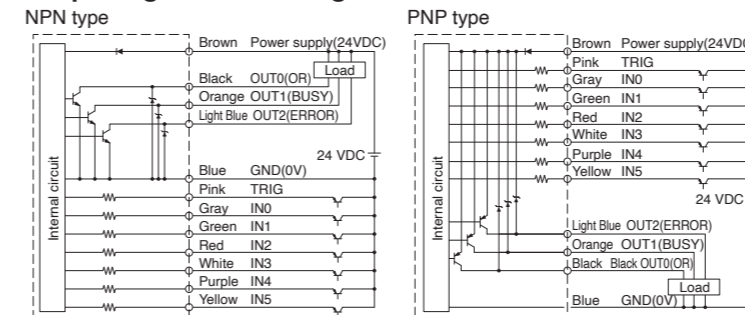 NPN type
Brown Power supply(24VDC)
Black OUT0(OR)
Load
Orange OUT1(BUSY)
Light Blue OUT2(ERROR)
24 VDC
Blue GND(0V)
Pink TRIG
Gray IN0
Green IN1
Red IN2
White IN3
Purple IN4
Yellow IN5
Internal circuit
PNP type
Brown Power supply(24VDC
Pink TRIG
Gray IN0
Green IN1
Red IN2
White IN3
Purple IN4
Yellow IN5
24 VDC
Light Blue OUT2(ERROR)
Orange OUT1(BUSY)
Black Black OUT0(OR)
Load
Blue GND(0V)
Internal circuit